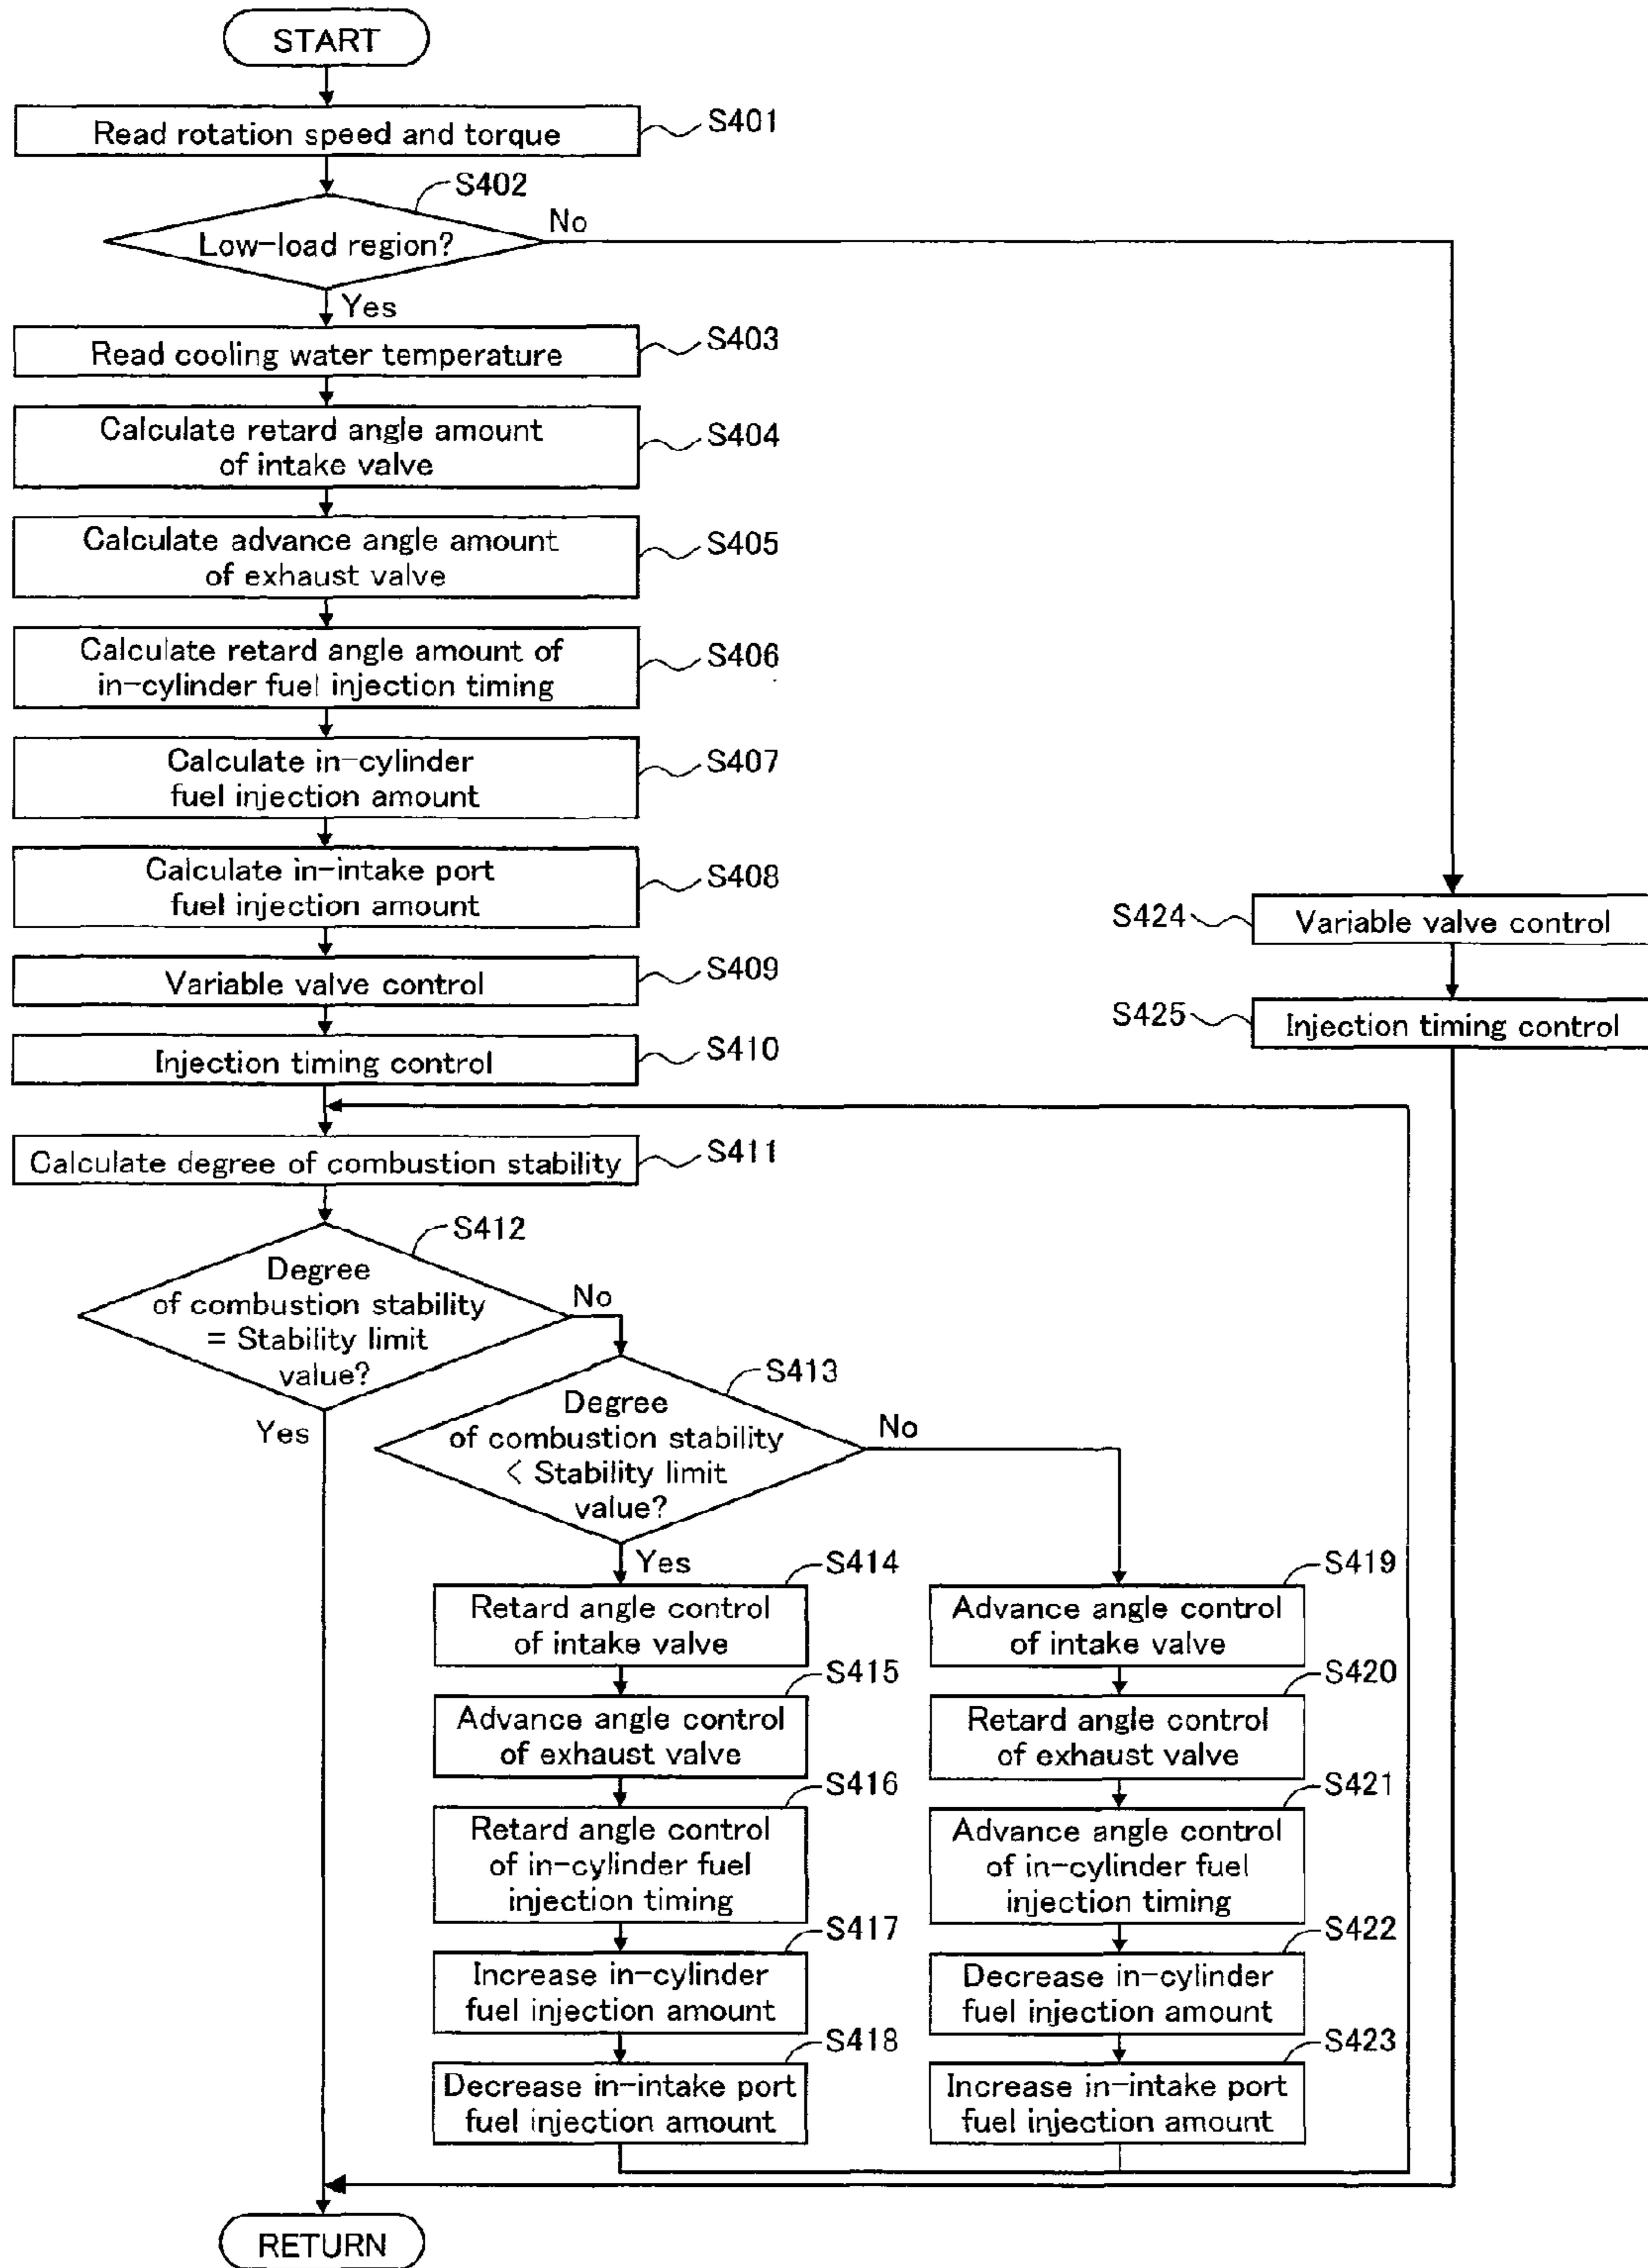 START
Read rotation speed and torque
S401
S402
Low-load region?
No
Yes
Read cooling water temperature
S403
Calculate retard angle amount
of intake valve
S404
Calculate advance angle amount
of exhaust valve
S405
Calculate retard angle amount of
in-cylinder fuel injection timing
S406
Calculate in-cylinder
fuel injection amount
S407
Calculate in-intake port
fuel injection amount
S408
S424
Variable valve control
Variable valve control
S409
S425
Injection timing control
Injection timing control
S410
Calculate degree of combustion stability
S411
S412
Degree
of combustion stability
= Stability limit
value?
No
Yes
S413
Degree
of combustion stability
< Stability limit
value?
No
Yes
S414
Retard angle control
of intake valve
S415
Advance angle control
of exhaust valve
S416
Retard angle control
of in-cylinder fuel
injection timing
S417
Increase in-cylinder
fuel injection amount
S418
Decrease in-intake port
fuel injection amount
S419
Advance angle control
of intake valve
S420
Retard angle control
of exhaust valve
S421
Advance angle control
of in-cylinder fuel
injection timing
S422
Decrease in-cylinder
fuel injection amount
S423
Increase in-intake port
fuel injection amount
RETURN